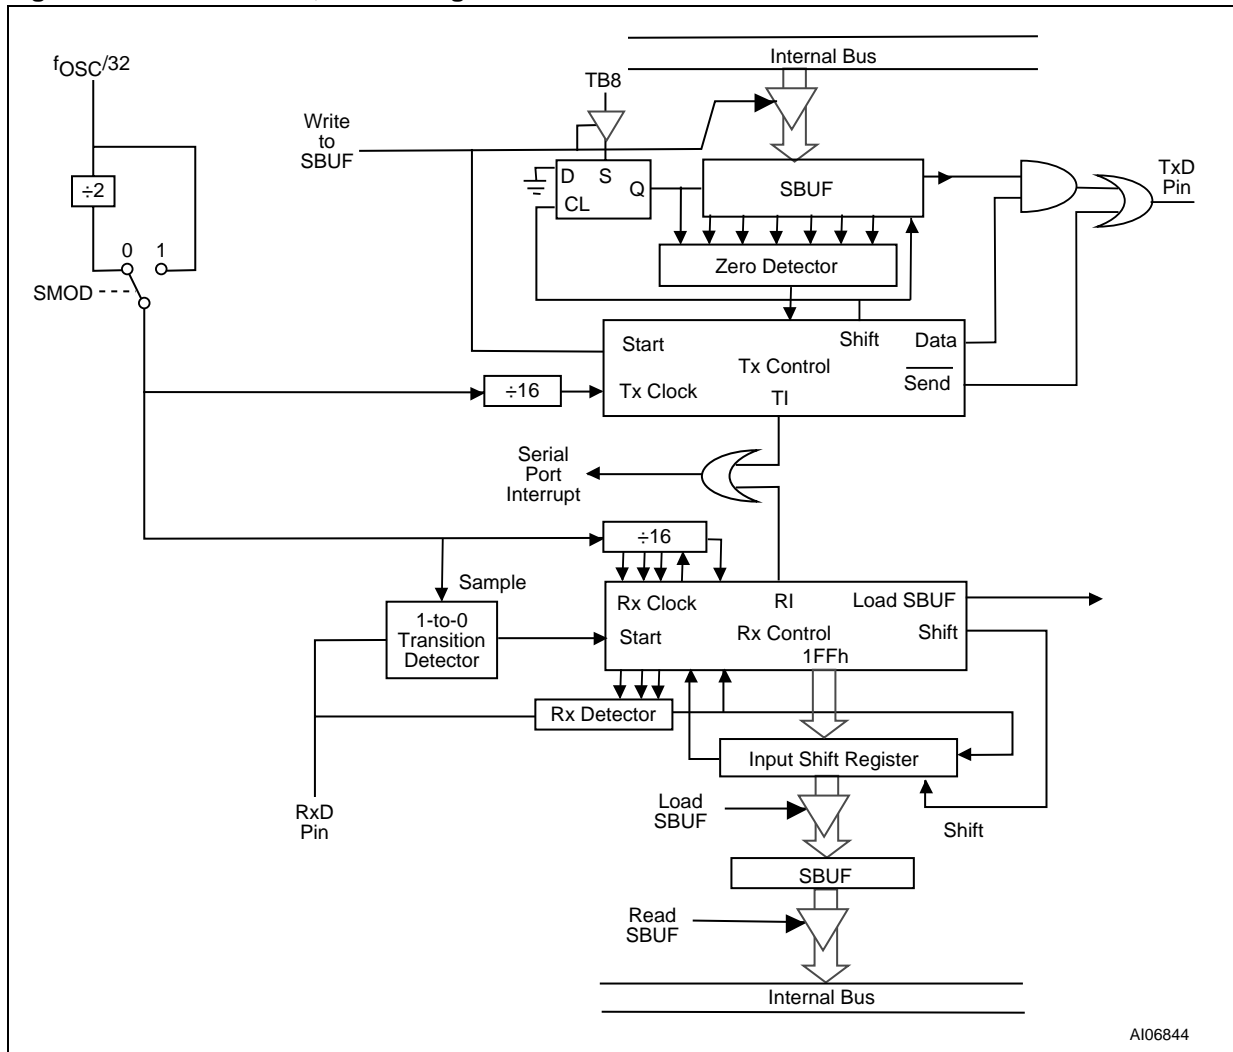 Internal Bus
fOSC/32
TB8
Write
to
SBUF
TxD
Pin
D S
Q
CL
SBUF
÷2
0 1
SMOD
Zero Detector
Start
Shift
Data
Tx Control
Send
÷16
Tx Clock
TI
Serial
Port
Interrupt
÷16
Sample
1-to-0
Transition
Detector
Rx Clock
RI
Load SBUF
Start
Rx Control
Shift
1FFh
Rx Detector
Input Shift Register
RxD
Pin
Load
SBUF
Shift
SBUF
Read
SBUF
Internal Bus
AI06844